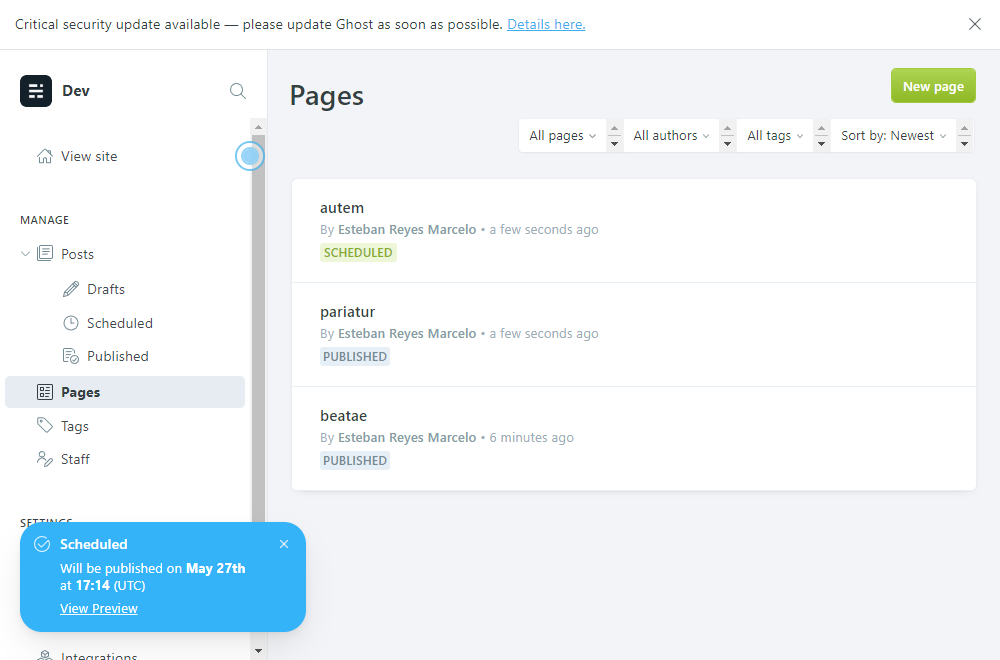 Critical security update available — please update Ghost as soon as possible. Details here.
Dev
View site
MANAGE
Posts
Drafts
Scheduled
Published
Pages
Tags
Staff
SETTINGS
Scheduled
Will be published on May 27th
at 17:14 (UTC)
View Preview
Integrations
Pages
New page
All pages
All authors
All tags
Sort by: Newest
autem
By Esteban Reyes Marcelo • a few seconds ago
SCHEDULED
pariatur
By Esteban Reyes Marcelo • a few seconds ago
PUBLISHED
beatae
By Esteban Reyes Marcelo • 6 minutes ago
PUBLISHED